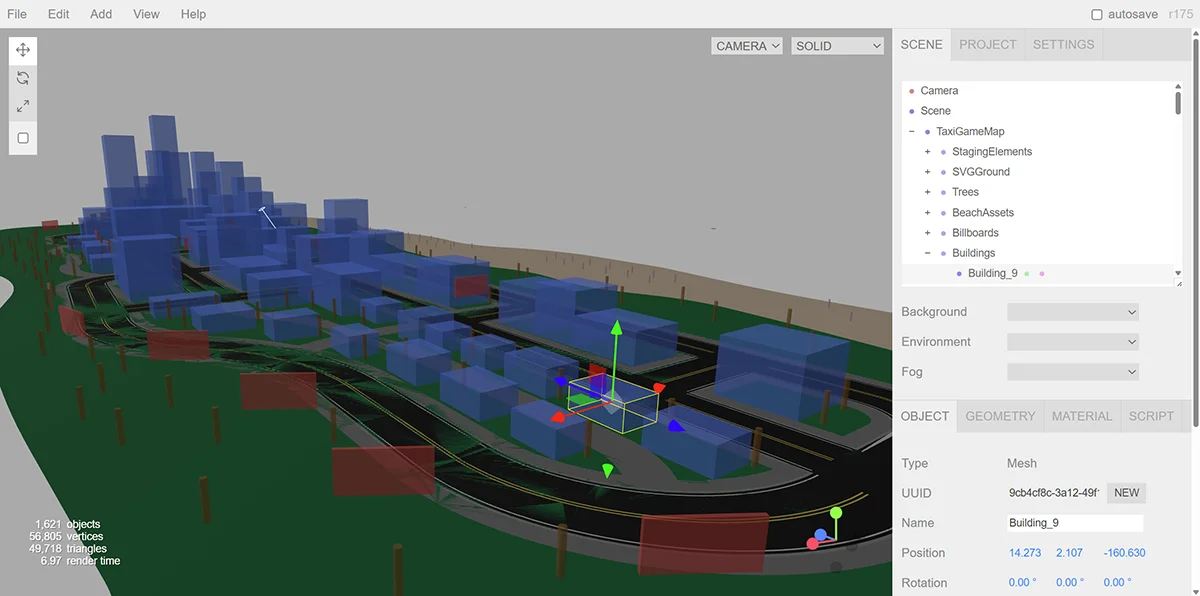 File Edit Add View Help autosave r175
CAMERA SOLID
SCENE PROJECT SETTINGS
Camera
Scene
− TaxiGameMap
+ StagingElements
+ SVGGround
+ Trees
+ BeachAssets
+ Billboards
− Buildings
Building_9
Background
Environment
Fog
OBJECT GEOMETRY MATERIAL SCRIPT
Type Mesh
UUID 9cb4cf8c-3a12-49f NEW
Name Building_9
Position 14.273 2.107 -160.630
Rotation 0.00 ° 0.00 ° 0.00 °
1,621 objects
56,805 vertices
49,718 triangles
6.97 render time